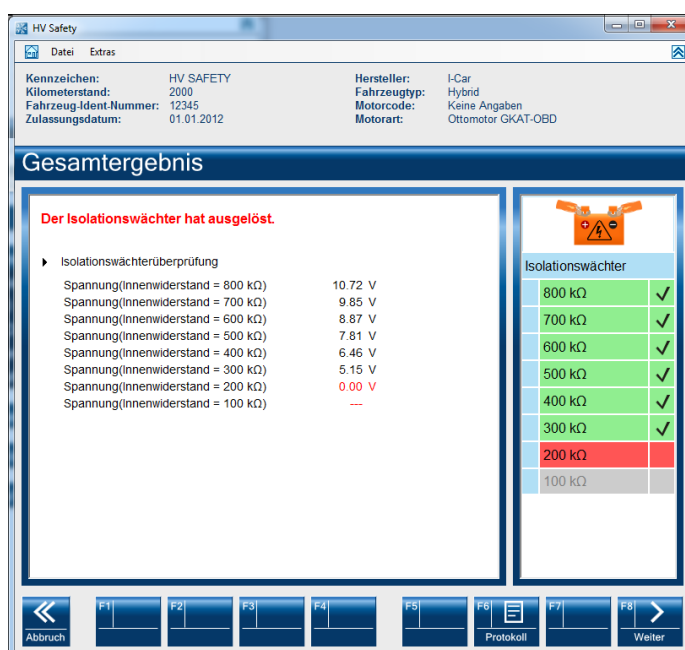 HV Safety
Datei Extras
Kennzeichen: HV SAFETY Hersteller: I-Car
Kilometerstand: 2000 Fahrzeugtyp: Hybrid
Fahrzeug-Ident-Nummer: 12345 Motorcode: Keine Angaben
Zulassungsdatum: 01.01.2012 Motorart: Ottomotor GKAT-OBD
Gesamtergebnis
Der Isolationswächter hat ausgelöst.
Isolationswächterüberprüfung
Spannung(Innenwiderstand = 800 kΩ) 10.72 V
Spannung(Innenwiderstand = 700 kΩ) 9.85 V
Spannung(Innenwiderstand = 600 kΩ) 8.87 V
Spannung(Innenwiderstand = 500 kΩ) 7.81 V
Spannung(Innenwiderstand = 400 kΩ) 6.46 V
Spannung(Innenwiderstand = 300 kΩ) 5.15 V
Spannung(Innenwiderstand = 200 kΩ) 0.00 V
Spannung(Innenwiderstand = 100 kΩ) ---
Isolationswächter
800 kΩ
700 kΩ
600 kΩ
500 kΩ
400 kΩ
300 kΩ
200 kΩ
100 kΩ
F1 F2 F3 F4 F5 F6 F7 F8
Abbruch Protokoll Weiter